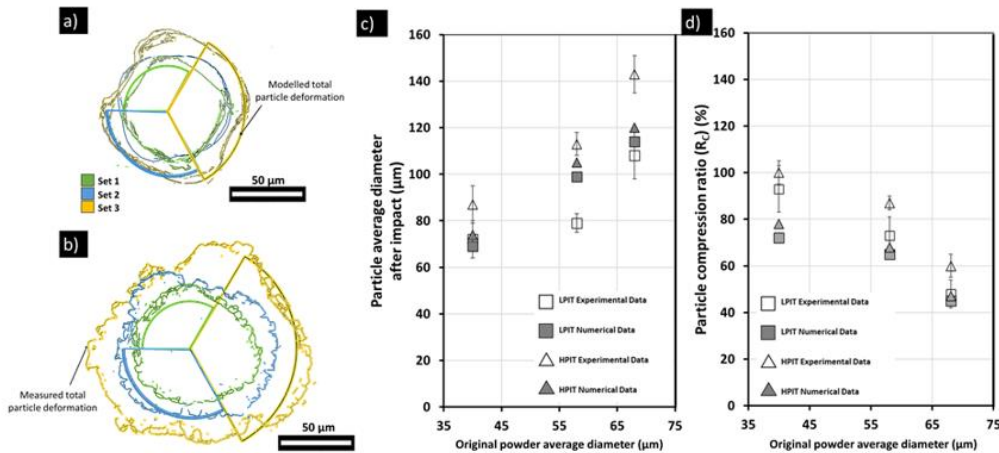 a)
Modelled total
particle deformation
Set 1
Set 2
Set 3
50 µm
b)
Measured total
particle deformation
50 µm
c)
Particle average diameter
after impact (µm)
160
140
120
100
80
60
40
20
0
35
45
55
65
75
Original powder average diameter (µm)
LPIT Experimental Data
LPIT Numerical Data
HPIT Experimental Data
HPIT Numerical Data
d)
Particle compression ratio (R_C) (%)
160
140
120
100
80
60
40
20
0
35
45
55
65
75
Original powder average diameter (µm)
LPIT Experimental Data
LPIT Numerical Data
HPIT Experimental Data
HPIT Numerical Data